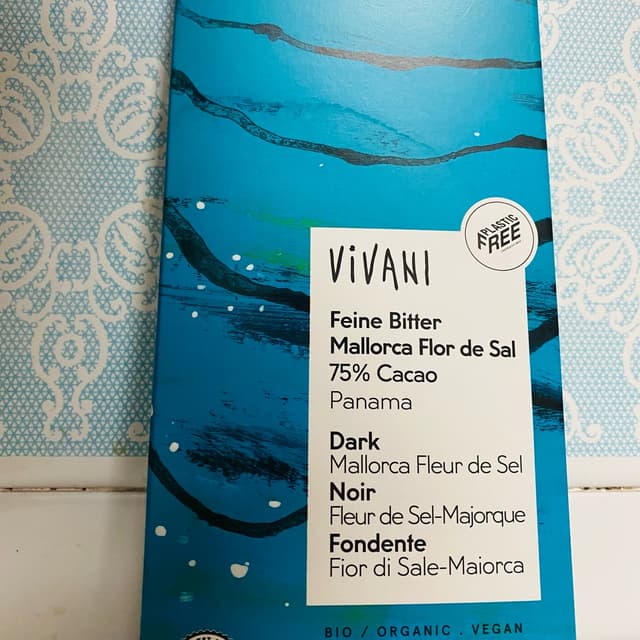 PLASTIC
FREE
ViVANI
Feine Bitter
Mallorca Flor de Sal
75% Cacao
Panama
Dark
Mallorca Fleur de Sel
Noir
Fleur de Sel-Majorque
Fondente
Fior di Sale-Maiorca
BIO / ORGANIC . VEGAN